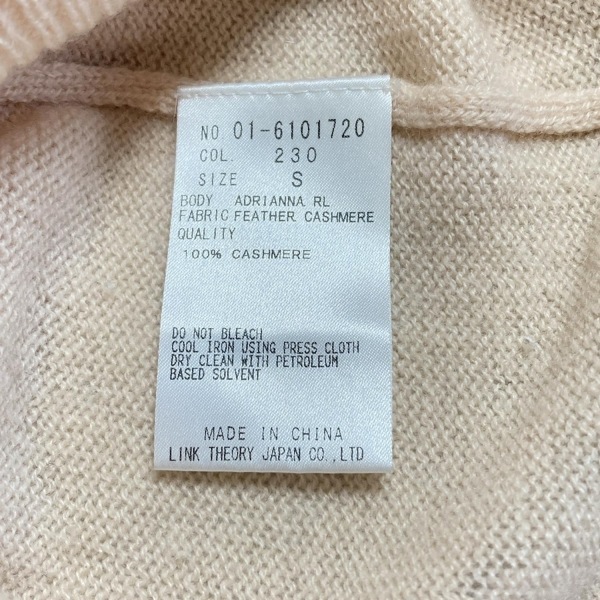 NO 01-6101720
COL. 230
SIZE S
BODY ADRIANNA RL
FABRIC FEATHER CASHMERE
QUALITY
100% CASHMERE
DO NOT BLEACH
COOL IRON USING PRESS CLOTH
DRY CLEAN WITH PETROLEUM
BASED SOLVENT
MADE IN CHINA
LINK THEORY JAPAN CO.,LTD